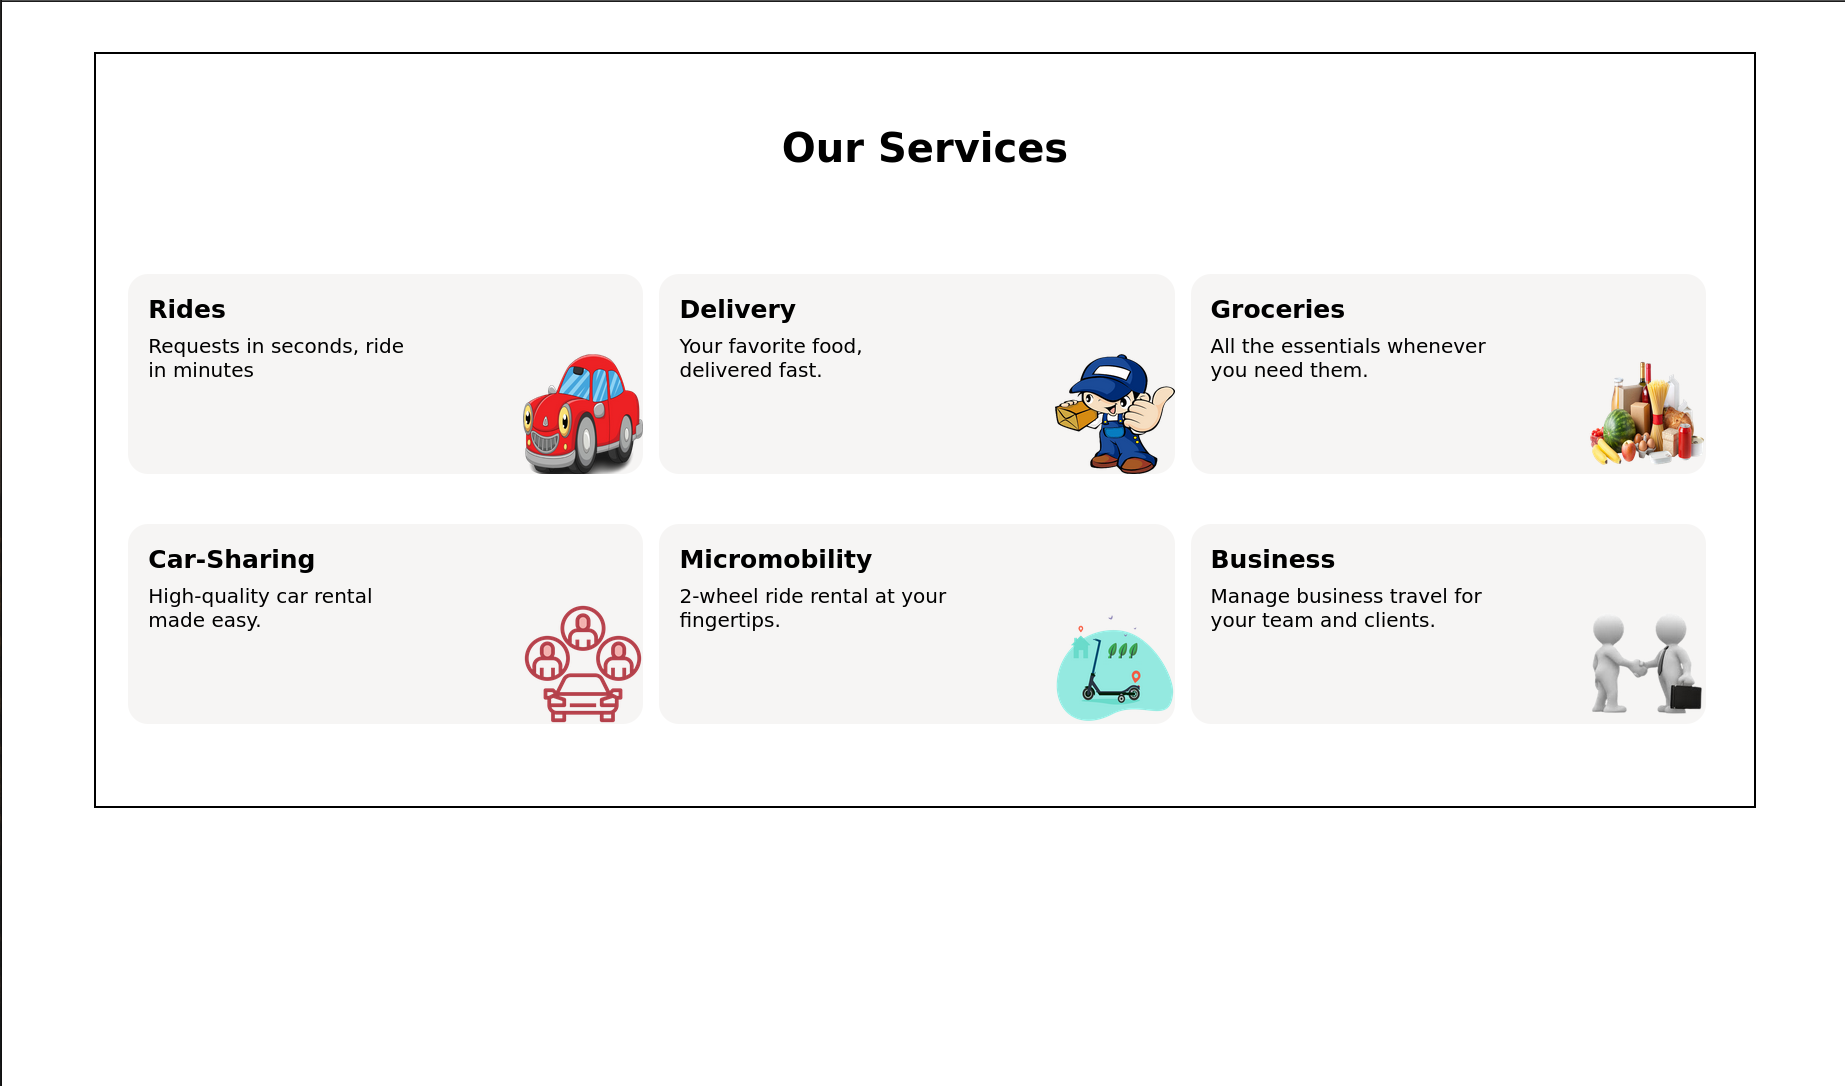 Our Services
Rides
Requests in seconds, ride
in minutes
Delivery
Your favorite food,
delivered fast.
Groceries
All the essentials whenever
you need them.
Car-Sharing
High-quality car rental
made easy.
Micromobility
2-wheel ride rental at your
fingertips.
Business
Manage business travel for
your team and clients.